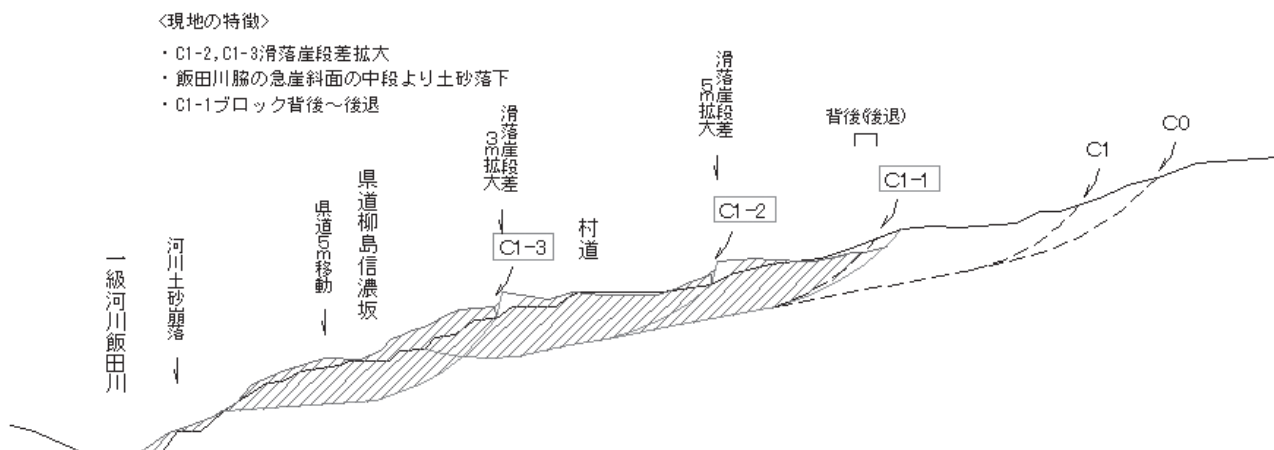 <現地の特徴>
・C1-2,C1-3滑落崖段差拡大
・飯田川脇の急崖斜面の中段より土砂落下
・C1-1ブロック背後～後退
一級河川飯田川
河川土砂崩落
県道5m移動
県道柳島信濃坂
滑落崖段差
3m拡大
C1-3
村道
滑落崖段差
5m拡大
C1-2
背後(後退)
C1-1
C1
C0